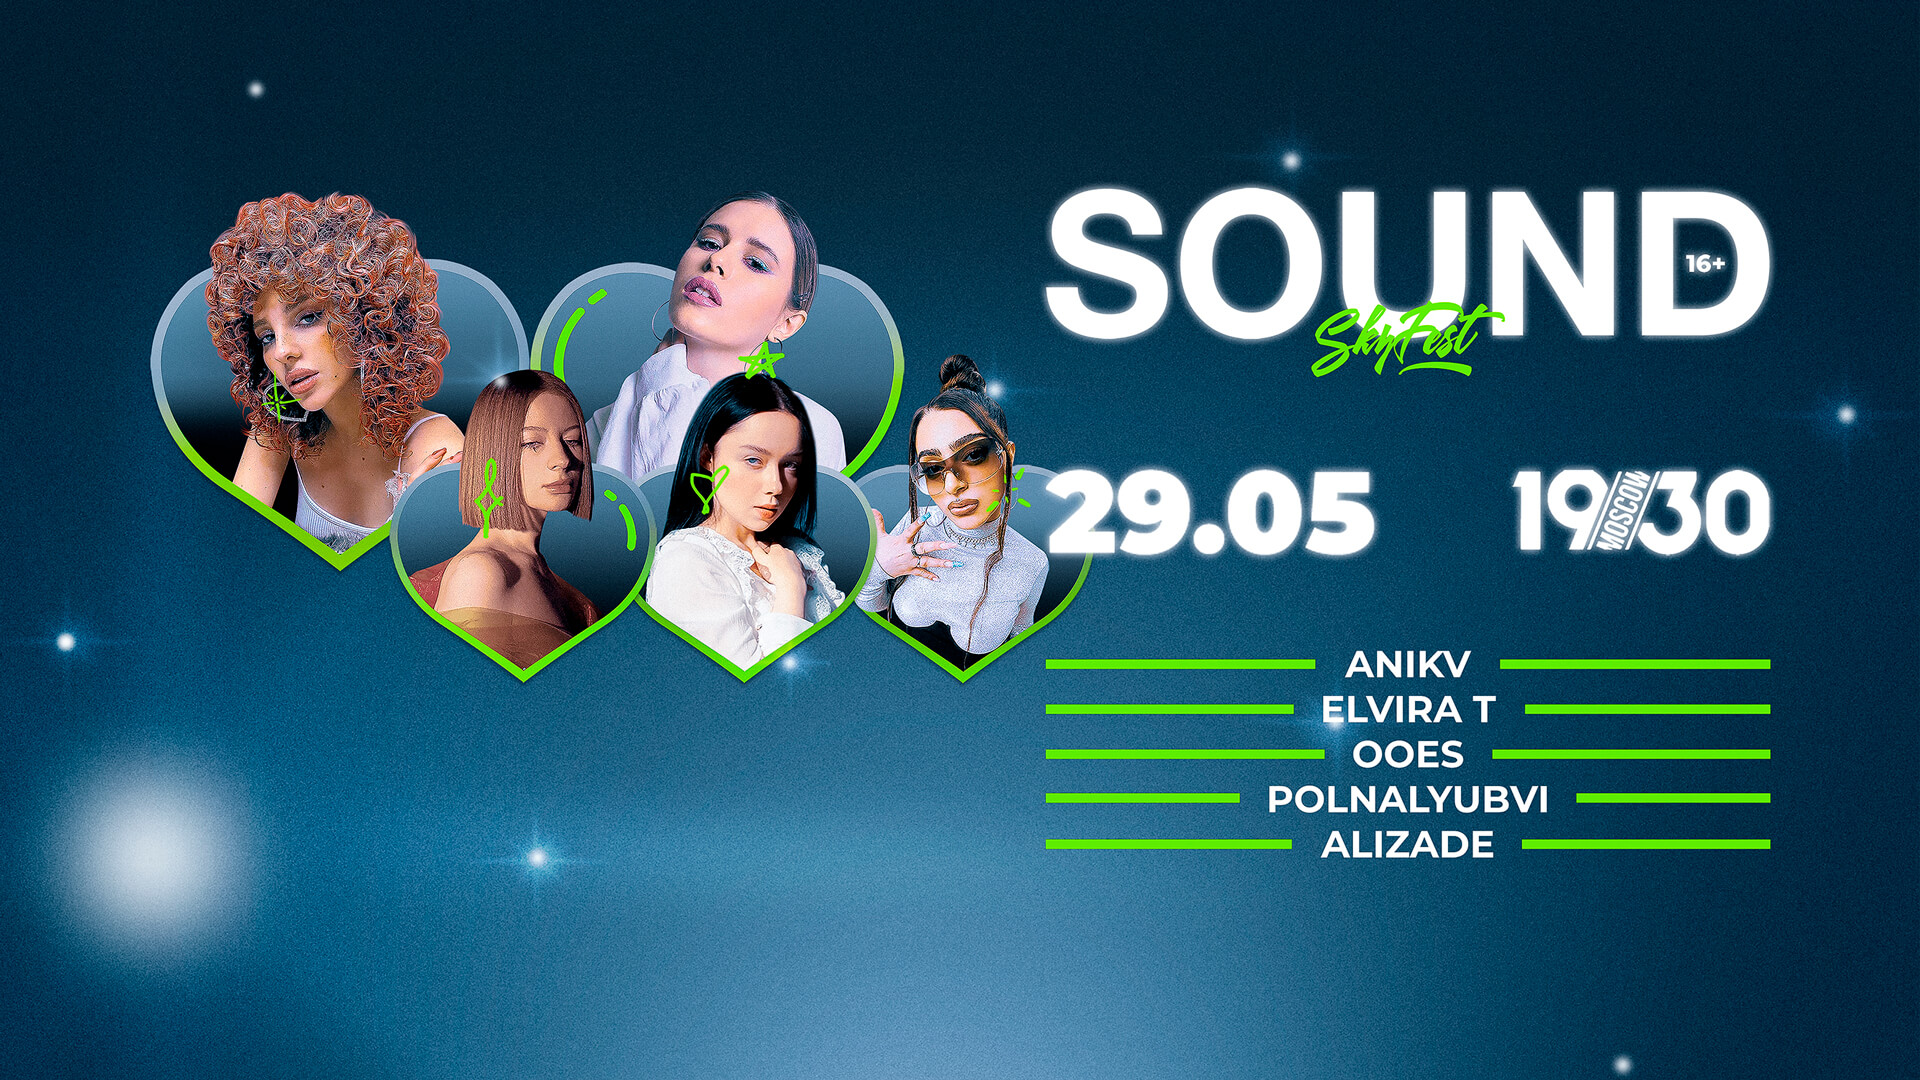 SOUND
16+
SkyFest
29.05
19/30 MOSCOW
ANIKV
ELVIRA T
OOES
POLNALYUBVI
ALIZADE